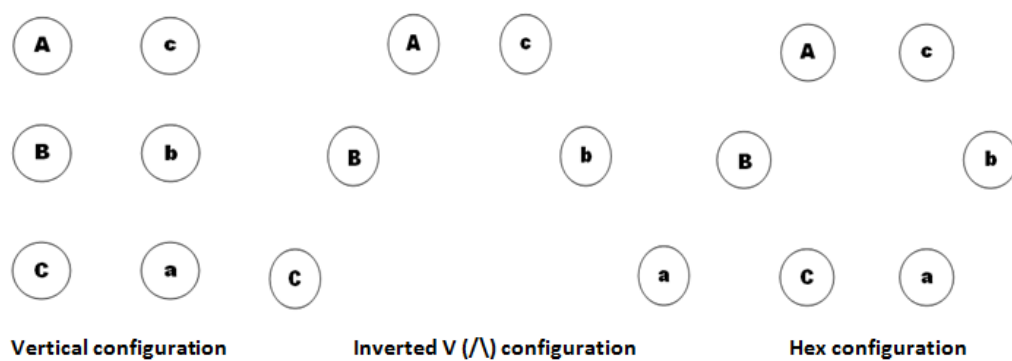 A c A c A c
B b B b B b
C a C a C a
Vertical configuration Inverted V (/\) configuration Hex configuration